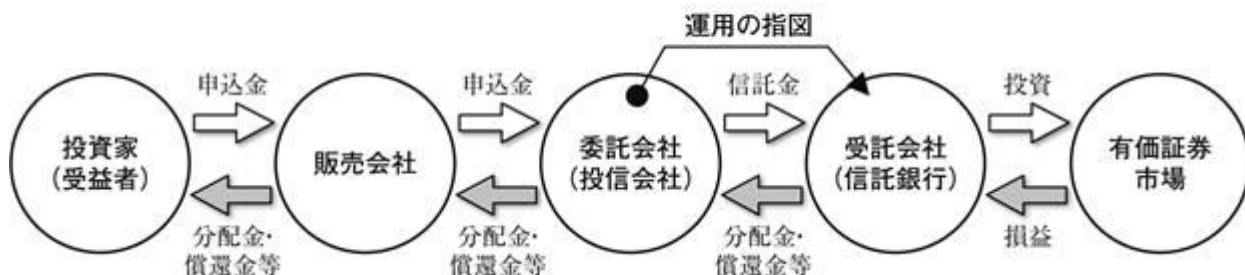 運用の指図
申込金
申込金
信託金
投資
投資家
（受益者）
販売会社
委託会社
（投信会社）
受託会社
（信託銀行）
有価証券
市場
分配金・
償還金等
分配金・
償還金等
分配金・
償還金等
損益